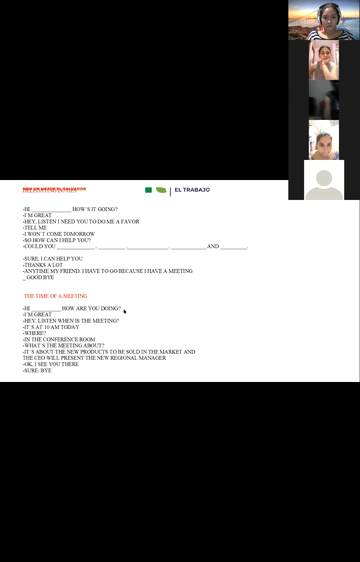 EL TRABAJO
-HI ______________ HOW'S IT GOING?
-I´M GREAT
-HEY, LISTEN I NEED YOU TO DO ME A FAVOR
-TELL ME
-I WON´T COME TOMORROW
-SO HOW CAN I HELP YOU?
-COULD YOU _____________, _________, _______________, _____________ AND __________.
-SURE, I CAN HELP YOU
-THANKS A LOT
-ANYTIME MY FRIEND. I HAVE TO GO BECAUSE I HAVE A MEETING
_GOOD BYE
THE TIME OF A MEETING
-HI __________ HOW ARE YOU DOING?
-I´M GREAT
-HEY, LISTEN WHEN IS THE MEETING?
-IT´S AT 10 AM TODAY
-WHERE?
-IN THE CONFERENCE ROOM
-WHAT´S THE MEETING ABOUT?
-IT´S ABOUT THE NEW PRODUCTS TO BE SOLD IN THE MARKET AND
THE CEO WILL PRESENT THE NEW REGIONAL MANAGER
-OK, I SEE YOU THERE
-SURE. BYE